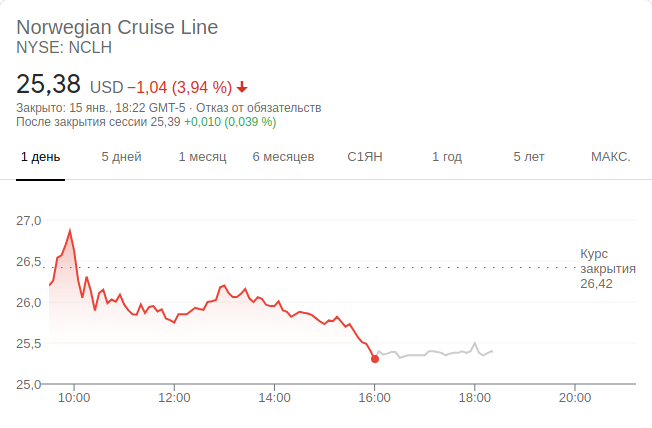 Norwegian Cruise Line
NYSE: NCLH
25,38 USD −1,04 (3,94 %)
Закрыто: 15 янв., 18:22 GMT-5 · Отказ от обязательств
После закрытия сессии 25,39 +0,010 (0,039 %)
1 день 5 дней 1 месяц 6 месяцев С1ЯН 1 год 5 лет МАКС.
27,0
26,5
26,0
25,5
25,0
Курс
закрытия
26,42
10:00 12:00 14:00 16:00 18:00 20:00